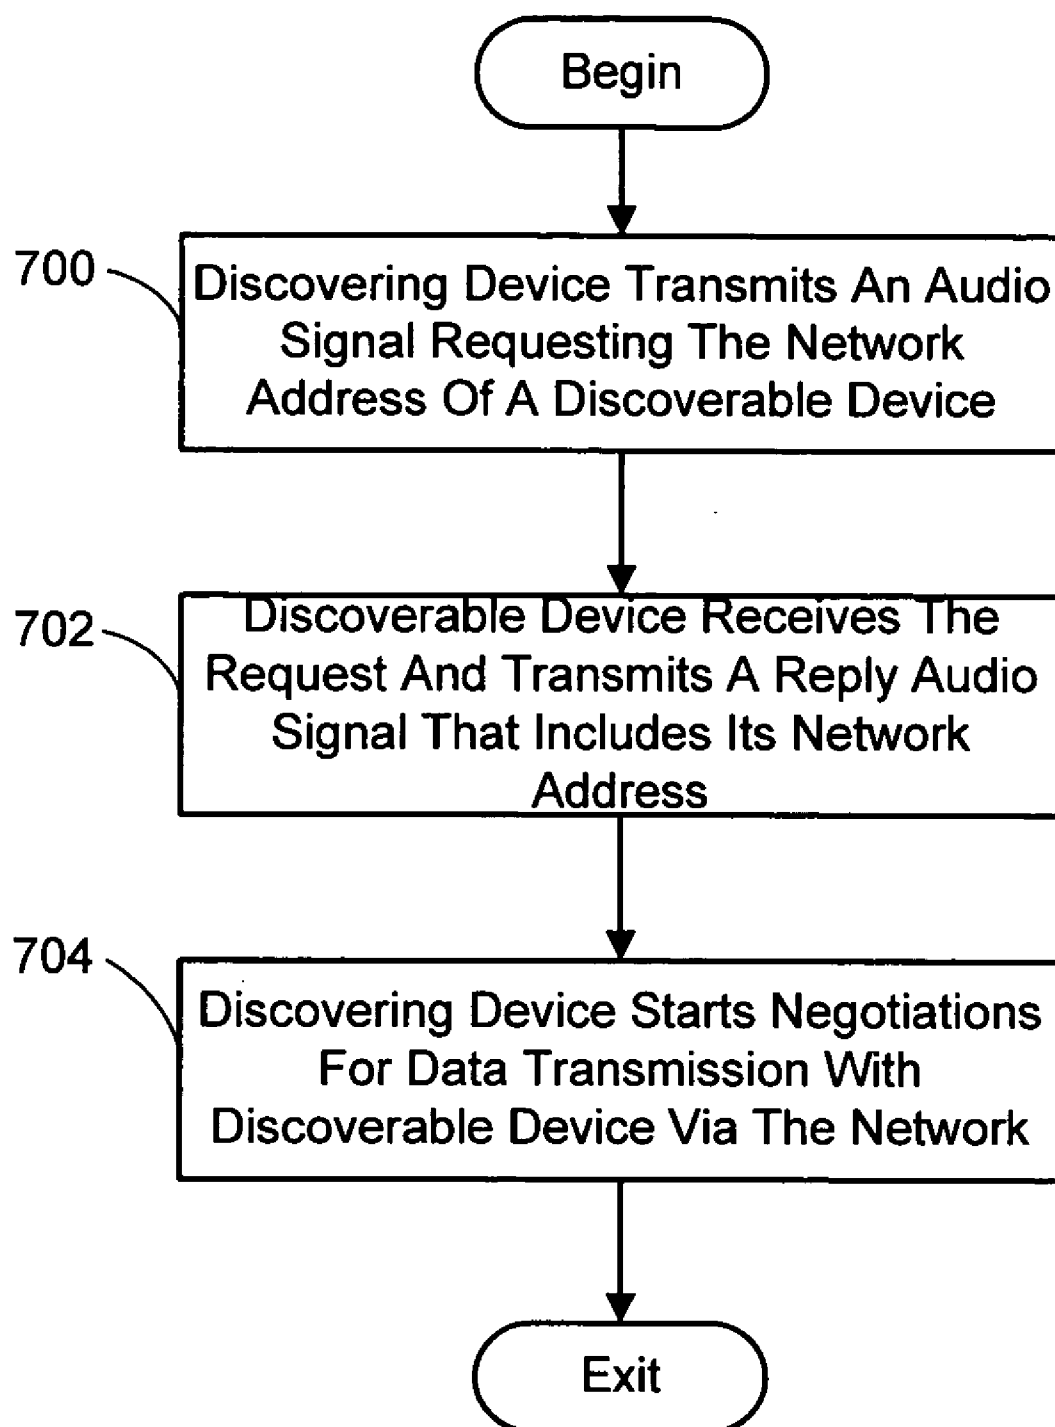 Begin
700
Discovering Device Transmits An Audio
Signal Requesting The Network
Address Of A Discoverable Device
702
Discoverable Device Receives The
Request And Transmits A Reply Audio
Signal That Includes Its Network
Address
704
Discovering Device Starts Negotiations
For Data Transmission With
Discoverable Device Via The Network
Exit